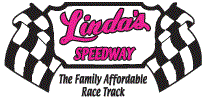 Linda's
SPEEDWAY
The Family Affordable
Race Track